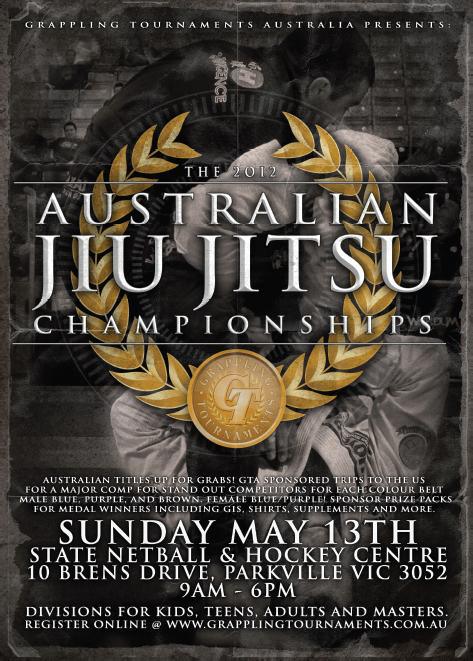 GRAPPLING TOURNAMENTS AUSTRALIA PRESENTS:
THE 2012
AUSTRALIAN
JIU JITSU
CHAMPIONSHIPS
GRAPPLING
GT
TOURNAMENTS
AUSTRALIAN TITLES UP FOR GRABS! GTA SPONSORED TRIPS TO THE US
FOR A MAJOR COMP FOR STAND OUT COMPETITORS FOR EACH COLOUR BELT
MALE BLUE, PURPLE, AND BROWN. FEMALE BLUE/PURPLE! SPONSOR PRIZE PACKS
FOR MEDAL WINNERS INCLUDING GIS, SHIRTS, SUPPLEMENTS AND MORE.
SUNDAY MAY 13TH
STATE NETBALL & HOCKEY CENTRE
10 BRENS DRIVE, PARKVILLE VIC 3052
9AM - 6PM
DIVISIONS FOR KIDS, TEENS, ADULTS AND MASTERS.
REGISTER ONLINE @ WWW.GRAPPLINGTOURNAMENTS.COM.AU